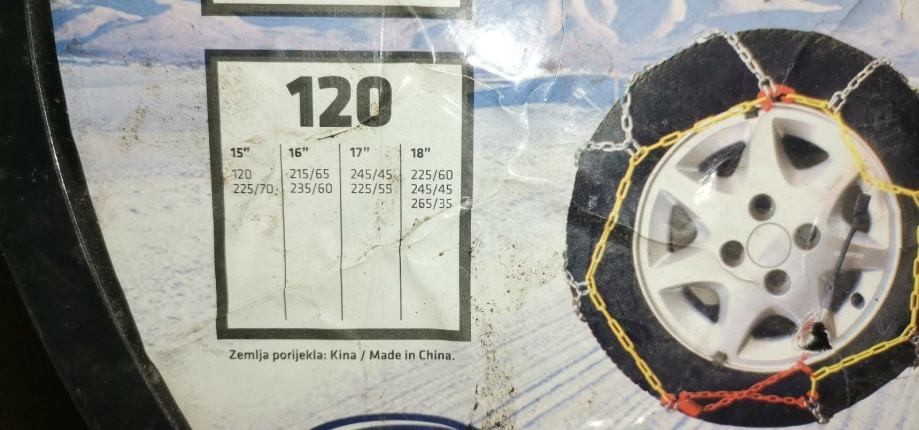 120
15" 16" 17" 18"
120 215/65 245/45 225/60
225/70 235/60 225/55 245/45
265/35
Zemlja porijekla: Kina / Made in China.